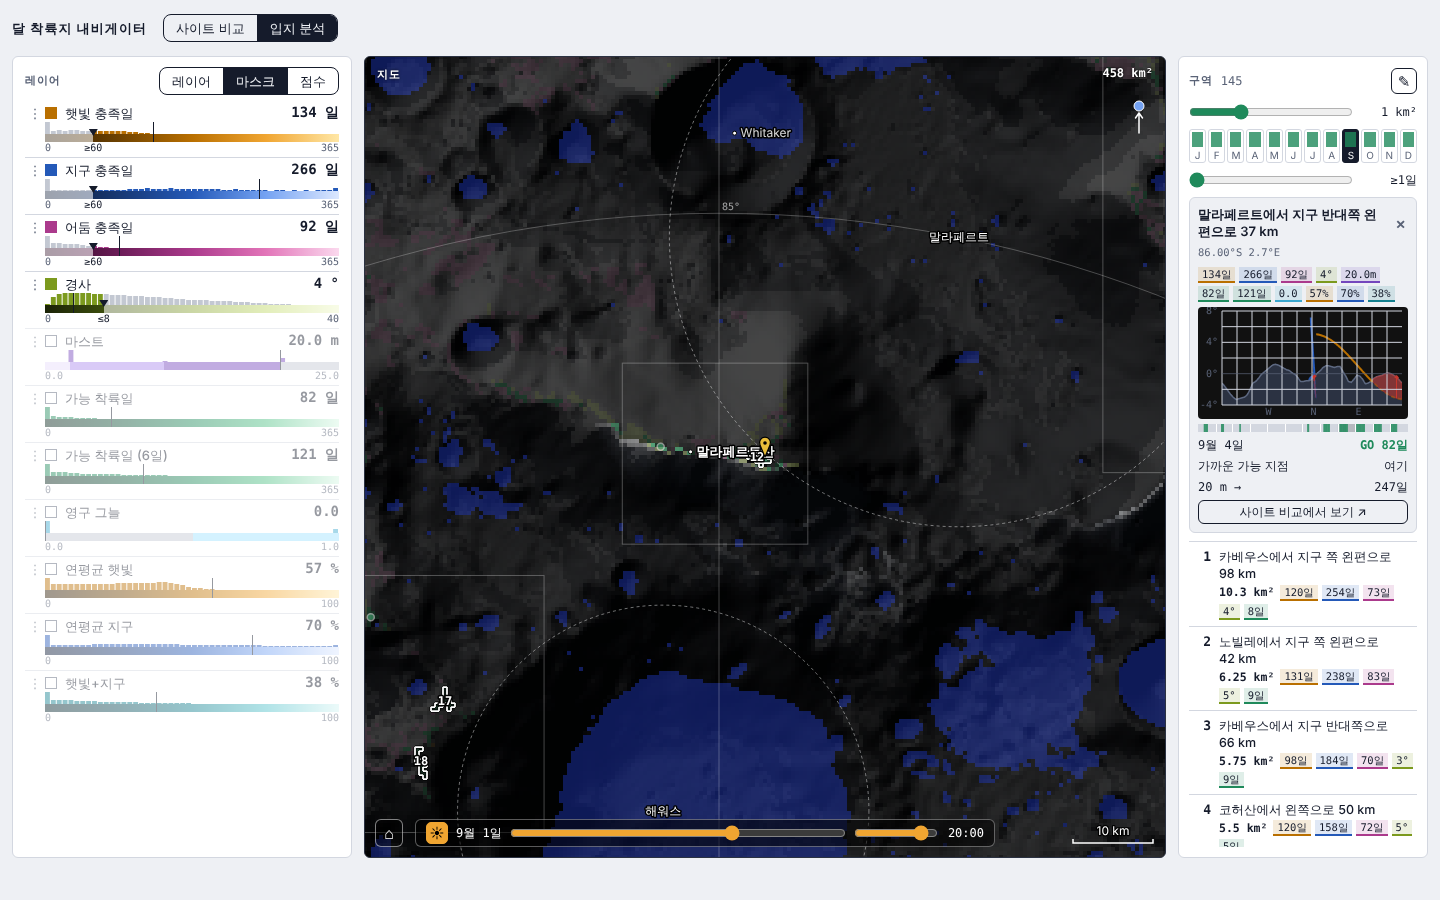 달 착륙지 내비게이터
사이트 비교
입지 분석
레이어
레이어
마스크
점수
햇빛 충족일
134 일
0
≥60
365
지구 충족일
266 일
0
≥60
365
어둠 충족일
92 일
0
≥60
365
경사
4 °
0
≤8
40
마스트
20.0 m
0.0
25.0
가능 착륙일
82 일
0
365
가능 착륙일 (6일)
121 일
0
365
영구 그늘
0.0
0.0
1.0
연평균 햇빛
57 %
0
100
연평균 지구
70 %
0
100
햇빛+지구
38 %
0
100
지도
458 km²
Whitaker
85°
말라페르트
12
17
18
해워스
9월 1일
20:00
10 km
구역 145
1 km²
J F M A M J J A S O N D
≥1일
말라페르트에서 지구 반대쪽 왼
편으로 37 km
86.00°S 2.7°E
134일 266일 92일 4° 20.0m
82일 121일 0.0 57% 70% 38%
8°
4°
0°
-4°
W N E
9월 4일
GO 82일
가까운 가능 지점
여기
20 m →
247일
사이트 비교에서 보기 ↗
1 카베우스에서 지구 쪽 왼편으로
98 km
10.3 km² 120일 254일 73일
4° 8일
2 노빌레에서 지구 쪽 왼편으로
42 km
6.25 km² 131일 238일 83일
5° 9일
3 카베우스에서 지구 반대쪽으로
66 km
5.75 km² 98일 184일 70일 3°
9일
4 코허산에서 왼쪽으로 50 km
5.5 km² 120일 158일 72일 5°
5일